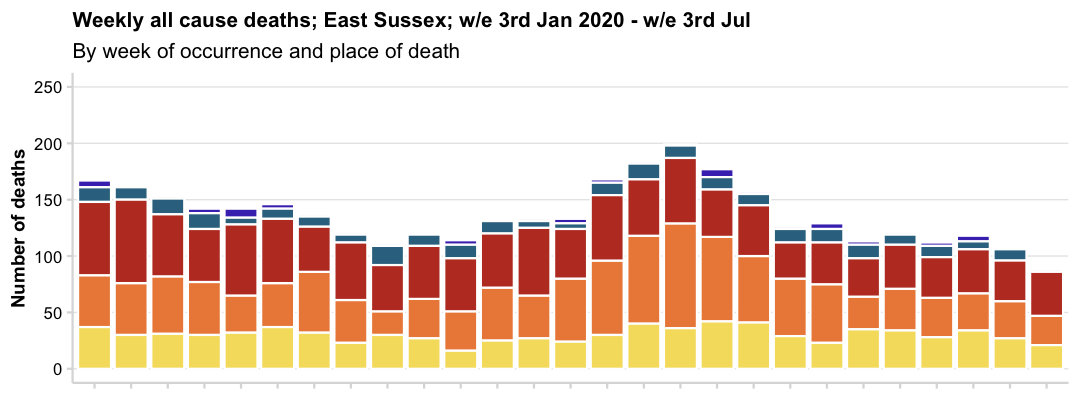 Weekly all cause deaths; East Sussex; w/e 3rd Jan 2020 - w/e 3rd Jul
By week of occurrence and place of death
Number of deaths
250
200
150
100
50
0